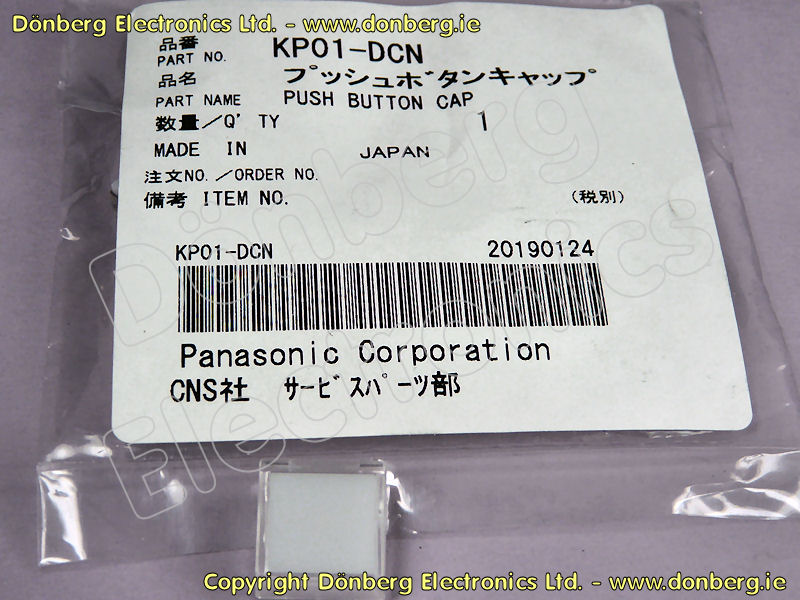 Dönberg Electronics Ltd. - www.donberg.ie
品番
PART NO. KP01-DCN
品名 プッシュボタンキャップ
PART NAME PUSH BUTTON CAP
数量/Q'TY 1
MADE IN JAPAN
注文NO./ORDER NO.
備考 ITEM NO. (税別)
KP01-DCN 20190124
Panasonic Corporation
CNS社 サービスパーツ部
Dönberg
Electronics
Copyright Dönberg Electronics Ltd. - www.donberg.ie